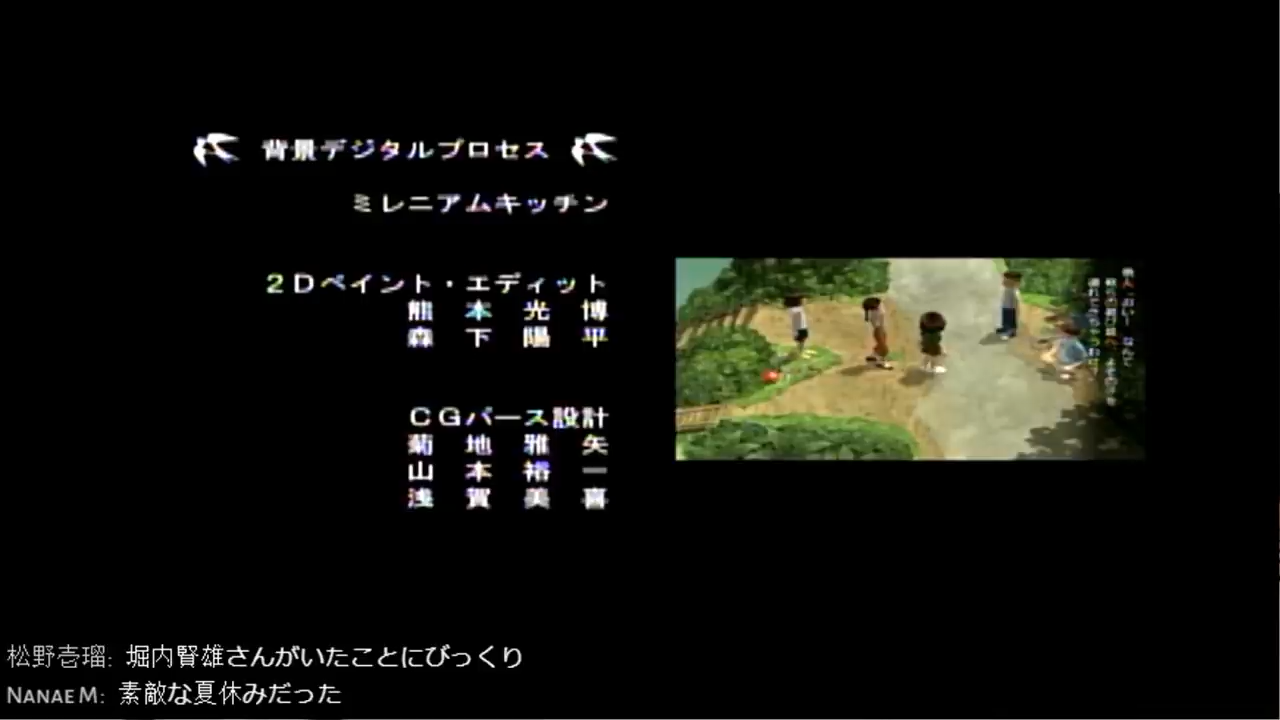 背景デジタルプロセス
ミレニアムキッチン
2Dペイント・エディット
熊木光博
森下陽平
CGパース設計
菊地雅矢
山本裕一
浅賀美喜
松野壱瑠: 堀内賢雄さんがいたことにびっくり
NANAE M: 素敵な夏休みだった